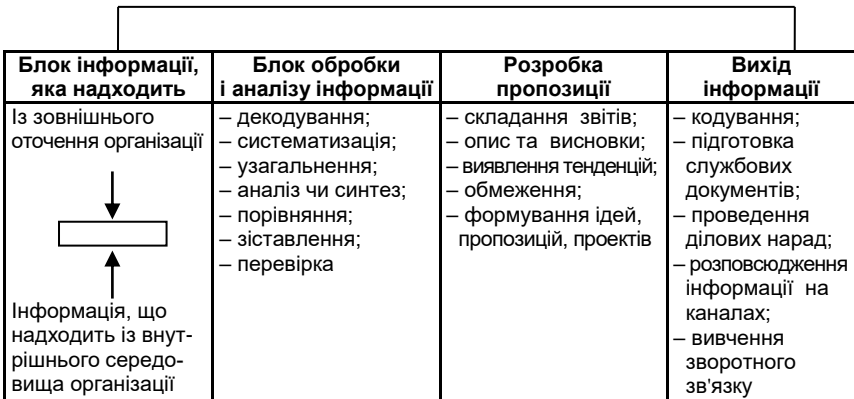 Блок інформації,
яка надходить
Блок обробки
і аналізу інформації
Розробка
пропозиції
Вихід
інформації
Із зовнішнього
оточення організації
Інформація, що
надходить із внут-
рішнього середо-
вища організації
– декодування;
– систематизація;
– узагальнення;
– аналіз чи синтез;
– порівняння;
– зіставлення;
– перевірка
– складання звітів;
– опис та висновки;
– виявлення тенденцій;
– обмеження;
– формування ідей,
пропозицій, проектів
– кодування;
– підготовка
службових
документів;
– проведення
ділових нарад;
– розповсюдження
інформації на
каналах;
– вивчення
зворотного
зв'язку